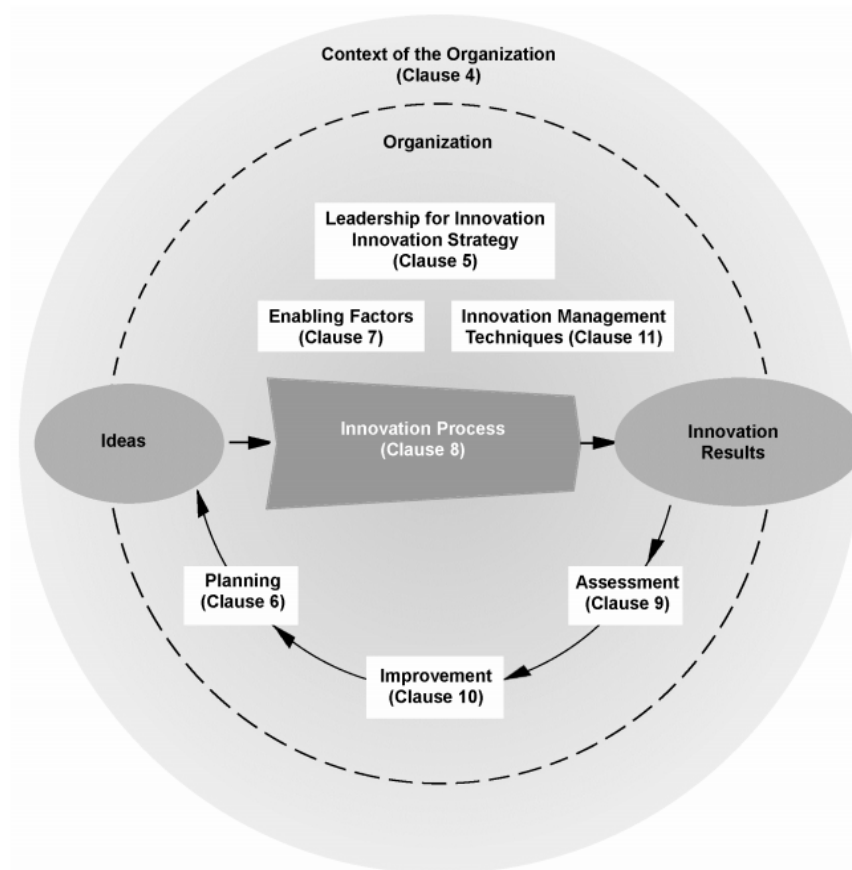 Context of the Organization
(Clause 4)
Organization
Leadership for Innovation
Innovation Strategy
(Clause 5)
Enabling Factors
(Clause 7)
Innovation Management
Techniques (Clause 11)
Ideas
Innovation Process
(Clause 8)
Innovation
Results
Planning
(Clause 6)
Assessment
(Clause 9)
Improvement
(Clause 10)